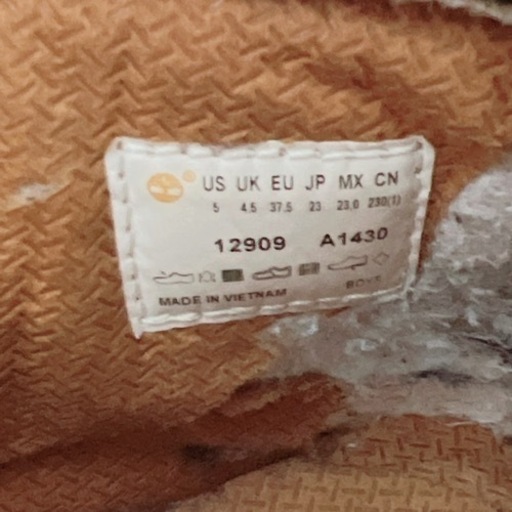 US UK EU JP MX CN
5 4.5 37.5 23 23.0 230(1)
12909 A1430
BOYS
MADE IN VIETNAM